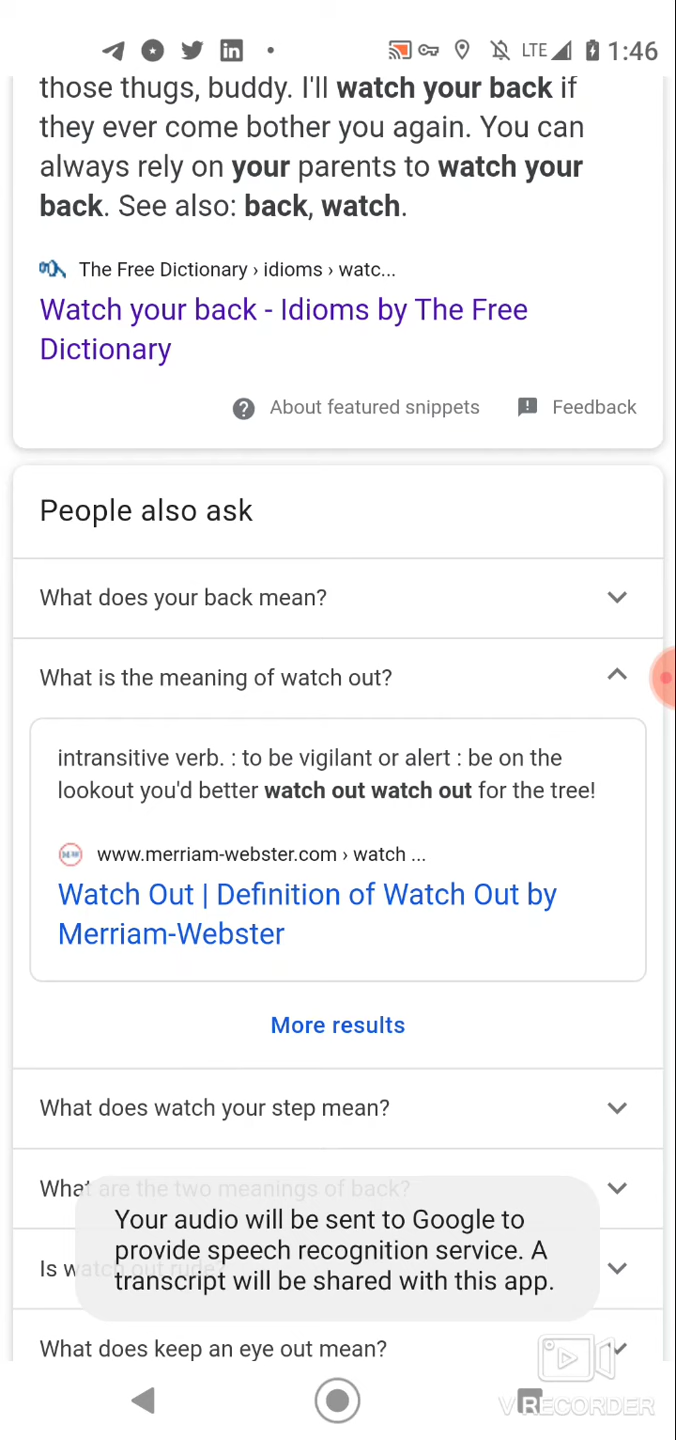 LTE 1:46
those thugs, buddy. I'll watch your back if
they ever come bother you again. You can
always rely on your parents to watch your
back. See also: back, watch.
The Free Dictionary › idioms › watc...
Watch your back - Idioms by The Free
Dictionary
About featured snippets
Feedback
People also ask
What does your back mean?
What is the meaning of watch out?
intransitive verb. : to be vigilant or alert : be on the
lookout you'd better watch out watch out for the tree!
www.merriam-webster.com › watch ...
Watch Out | Definition of Watch Out by
Merriam-Webster
More results
What does watch your step mean?
What are the two meanings of back?
Your audio will be sent to Google to
provide speech recognition service. A
transcript will be shared with this app.
Is watch out rude?
What does keep an eye out mean?
VRECORDER